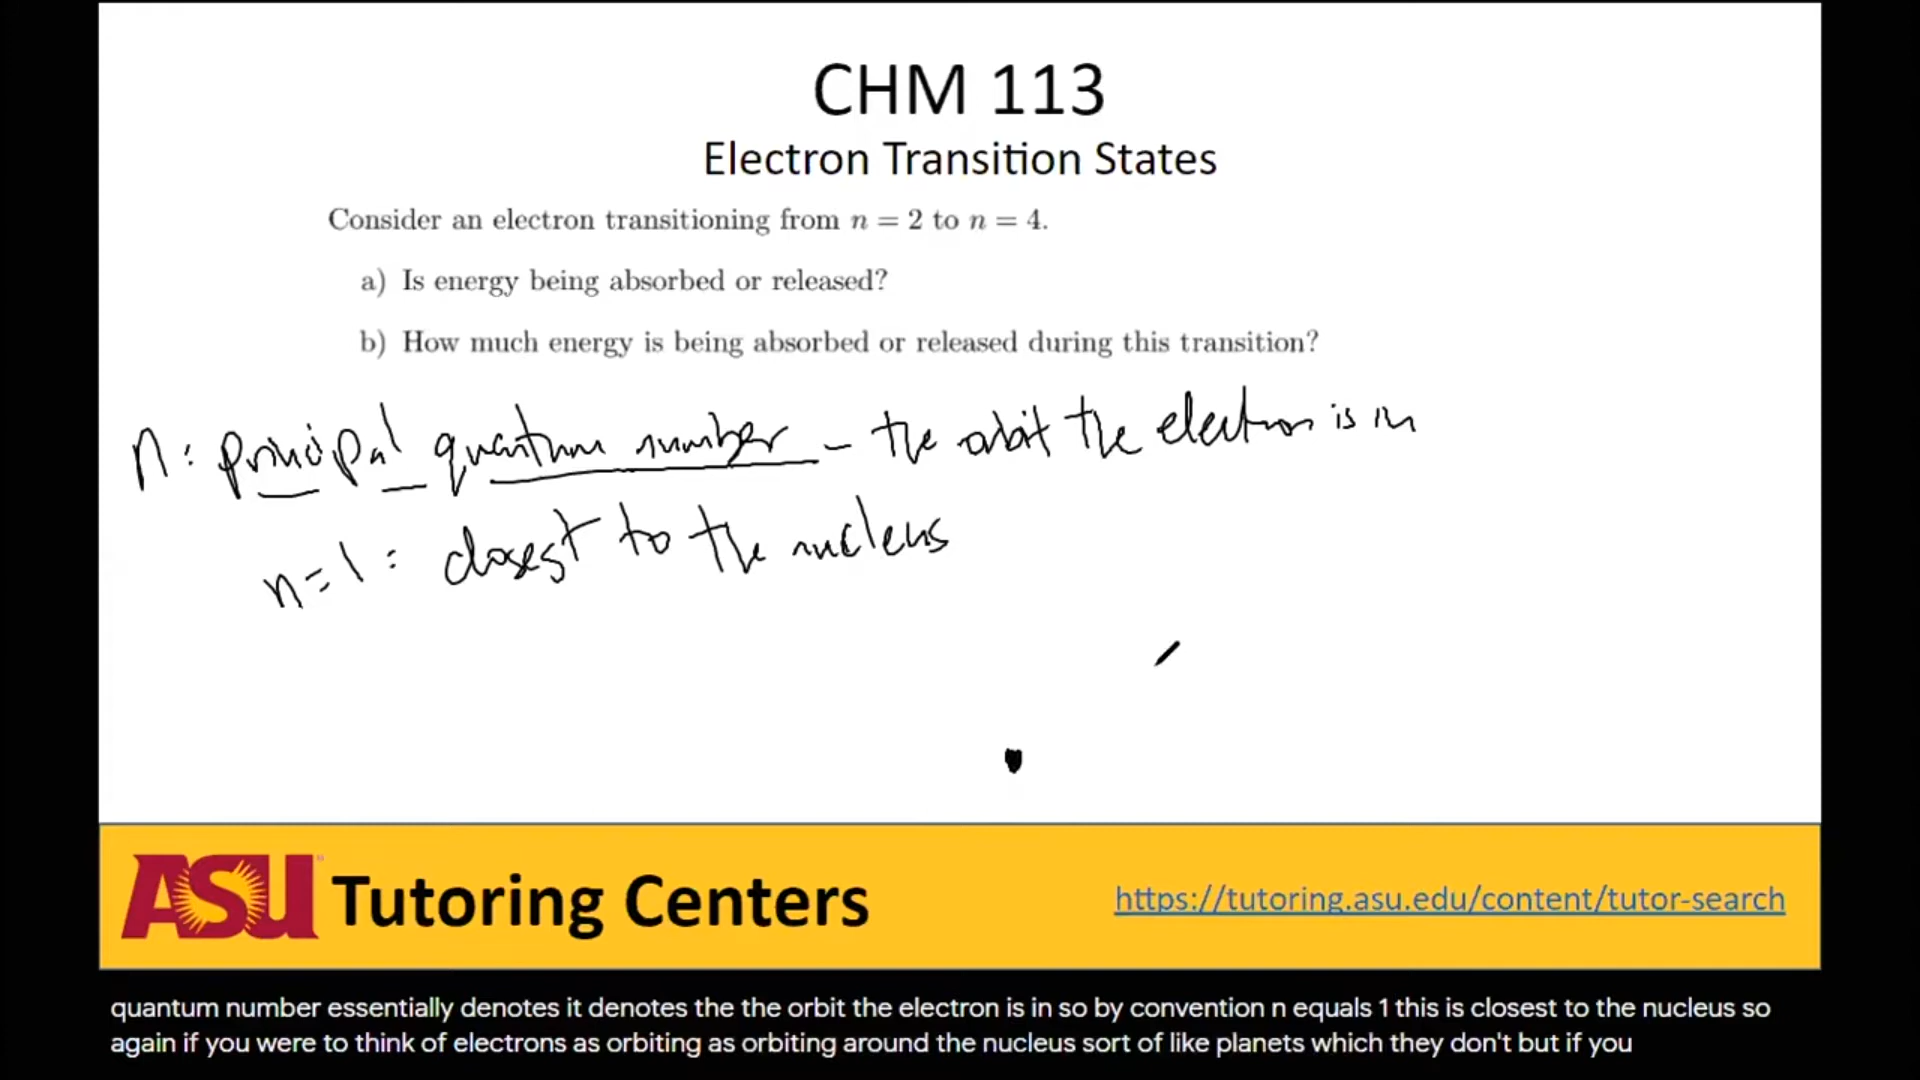 CHM 113
Electron Transition States
Consider an electron transitioning from n = 2 to n = 4.
a) Is energy being absorbed or released?
b) How much energy is being absorbed or released during this transition?
n: principal quantum number – the orbit the electron is in
n=1: closest to the nucleus
ASU Tutoring Centers
https://tutoring.asu.edu/content/tutor-search
quantum number essentially denotes it denotes the the orbit the electron is in so by convention n equals 1 this is closest to the nucleus so
again if you were to think of electrons as orbiting as orbiting around the nucleus sort of like planets which they don't but if you